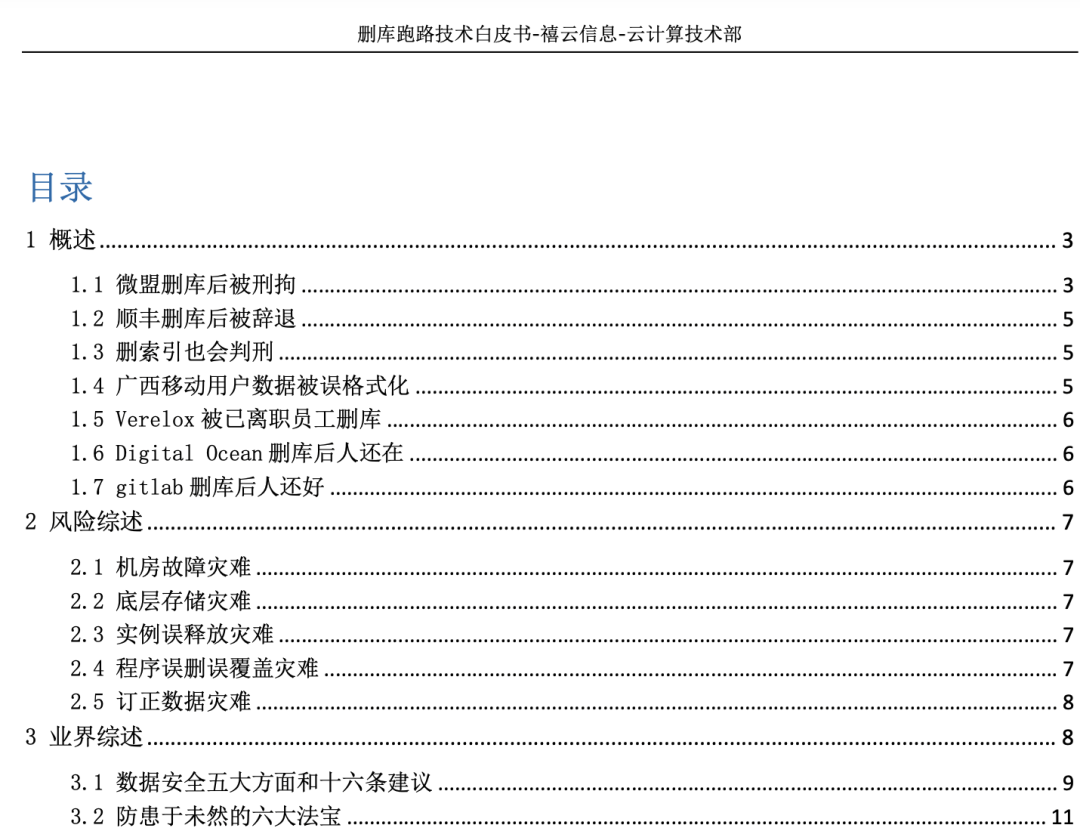 删库跑路技术白皮书-禧云信息-云计算技术部
目录
1 概述 3
1.1 微盟删库后被刑拘 3
1.2 顺丰删库后被辞退 5
1.3 删索引也会判刑 5
1.4 广西移动用户数据被误格式化 5
1.5 Verelox 被已离职员工删库 6
1.6 Digital Ocean 删库后人还在 6
1.7 gitlab 删库后人还好 6
2 风险综述 7
2.1 机房故障灾难 7
2.2 底层存储灾难 7
2.3 实例误释放灾难 7
2.4 程序误删误覆盖灾难 7
2.5 订正数据灾难 8
3 业界综述 8
3.1 数据安全五大方面和十六条建议 9
3.2 防患于未然的六大法宝 11